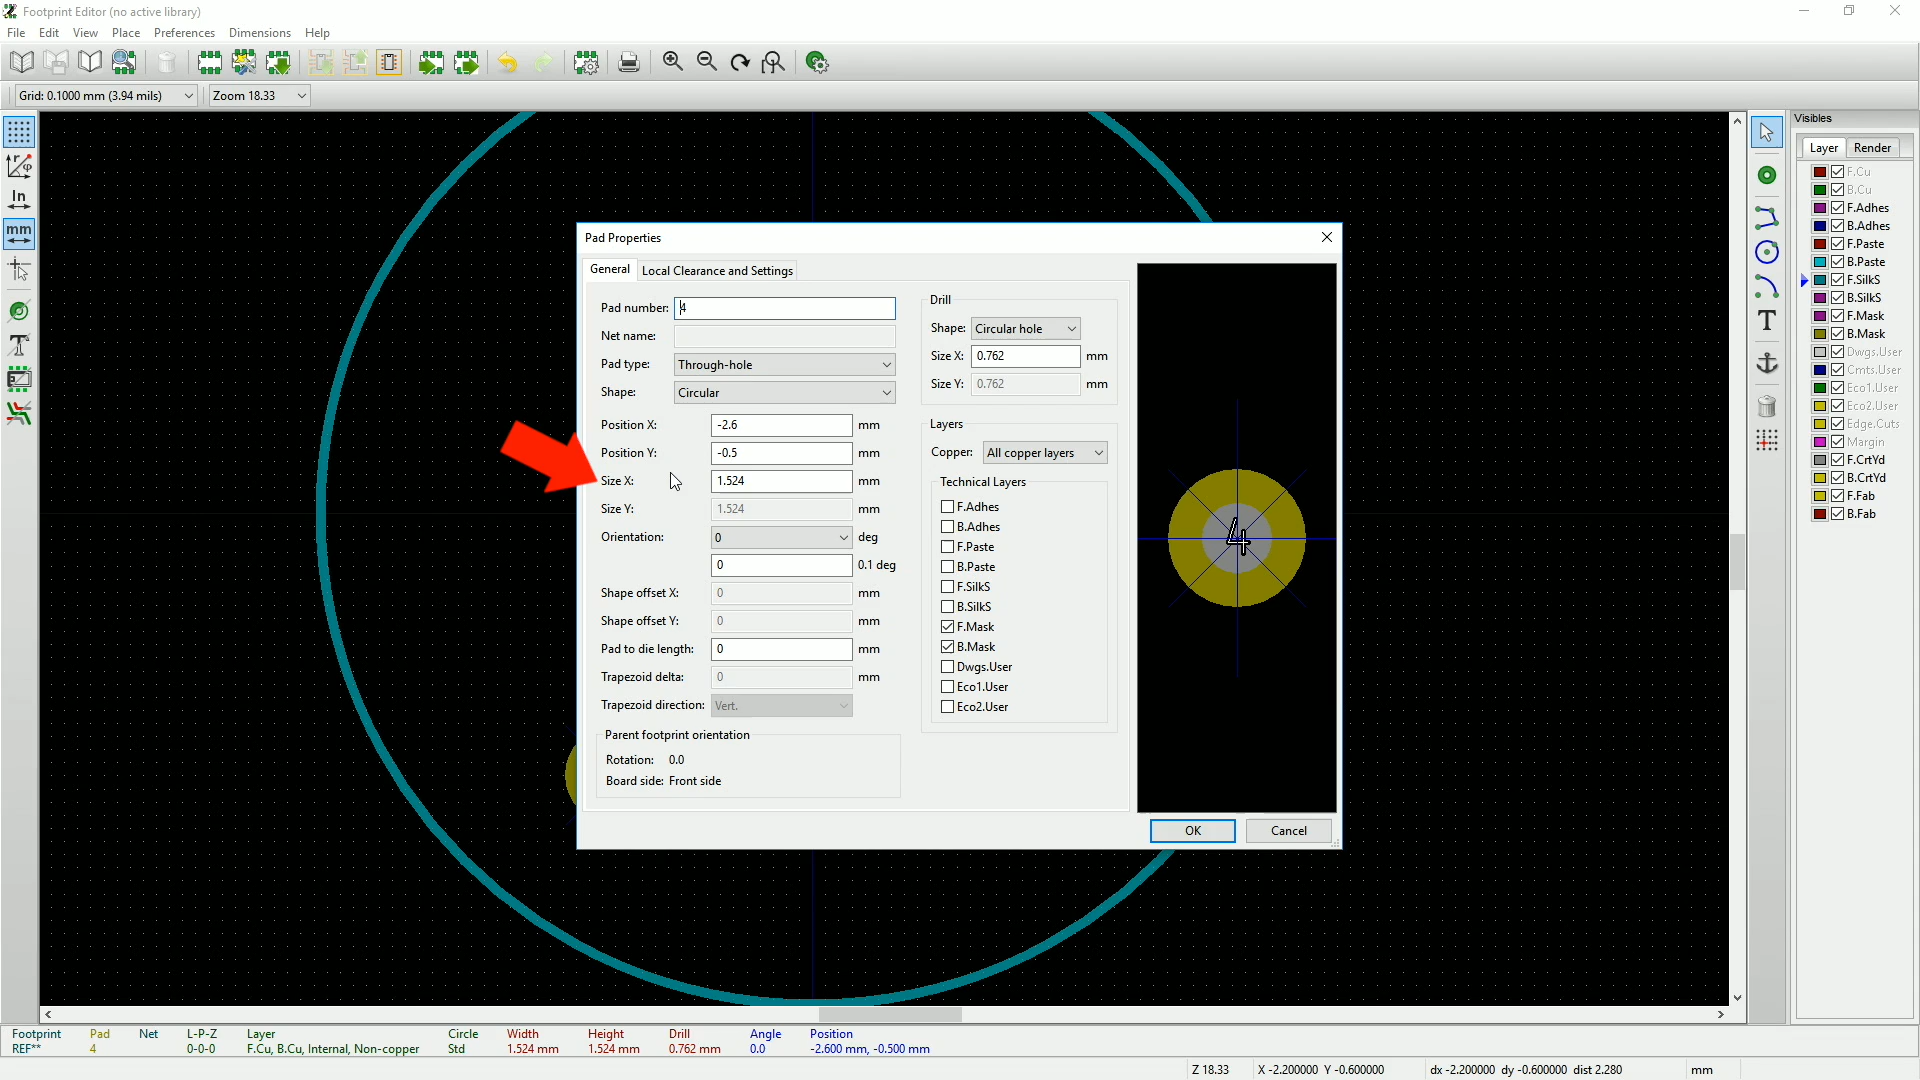 Footprint Editor (no active library)
File Edit View Place Preferences Dimensions Help
Grid: 0.1000 mm (3.94 mils) Zoom 18.33
In
mm
Visibles
Layer Render
F.Cu
B.Cu
F.Adhes
B.Adhes
F.Paste
B.Paste
F.SilkS
B.SilkS
F.Mask
B.Mask
Dwgs.User
Cmts.User
Eco1.User
Eco2.User
Edge.Cuts
Margin
F.CrtYd
B.CrtYd
F.Fab
B.Fab
Pad Properties
General Local Clearance and Settings
Pad number: 4
Net name:
Pad type: Through-hole
Shape: Circular
Position X: -2.6 mm
Position Y: -0.5 mm
Size X: 1.524 mm
Size Y: 1.524 mm
Orientation: 0 deg
0 0.1 deg
Shape offset X: 0 mm
Shape offset Y: 0 mm
Pad to die length: 0 mm
Trapezoid delta: 0 mm
Trapezoid direction: Vert.
Parent footprint orientation
Rotation: 0.0
Board side: Front side
Drill
Shape: Circular hole
Size X: 0.762 mm
Size Y: 0.762 mm
Layers
Copper: All copper layers
Technical Layers
F.Adhes
B.Adhes
F.Paste
B.Paste
F.SilkS
B.SilkS
F.Mask
B.Mask
Dwgs.User
Eco1.User
Eco2.User
4
OK Cancel
Footprint Pad Net L-P-Z Layer Circle Width Height Drill Angle Position
REF** 4 0-0-0 F.Cu, B.Cu, Internal, Non-copper Std 1.524 mm 1.524 mm 0.762 mm 0.0 -2.600 mm, -0.500 mm
Z 18.33 X -2.200000 Y -0.600000 dx -2.200000 dy -0.600000 dist 2.280 mm